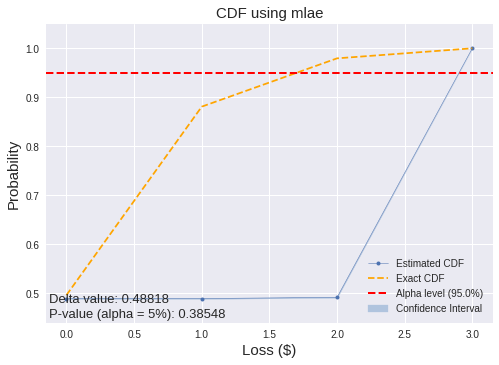 CDF using mlae
1.0
0.9
0.8
0.7
0.6
0.5
Probability
Delta value: 0.48818
P-value (alpha = 5%): 0.38548
Estimated CDF
Exact CDF
Alpha level (95.0%)
Confidence Interval
0.0 0.5 1.0 1.5 2.0 2.5 3.0
Loss ($)